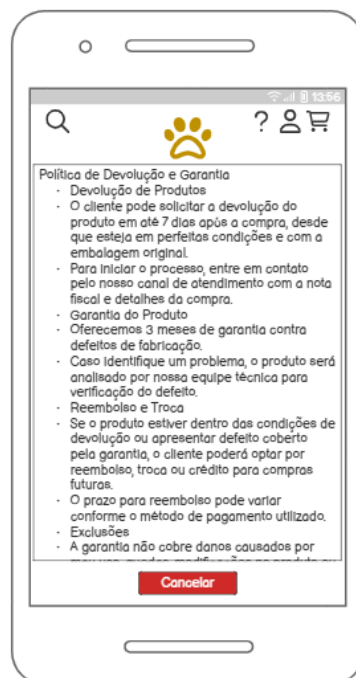 13:56
?
Política de Devolução e Garantia
· Devolução de Produtos
· O cliente pode solicitar a devolução do
produto em até 7 dias após a compra, desde
que esteja em perfeitas condições e com a
embalagem original.
· Para iniciar o processo, entre em contato
pelo nosso canal de atendimento com a nota
fiscal e detalhes da compra.
· Garantia do Produto
· Oferecemos 3 meses de garantia contra
defeitos de fabricação.
· Caso identifique um problema, o produto será
analisado por nossa equipe técnica para
verificação do defeito.
· Reembolso e Troca
· Se o produto estiver dentro das condições de
devolução ou apresentar defeito coberto
pela garantia, o cliente poderá optar por
reembolso, troca ou crédito para compras
futuras.
· O prazo para reembolso pode variar
conforme o método de pagamento utilizado.
· Exclusões
· A garantia não cobre danos causados por
Cancelar